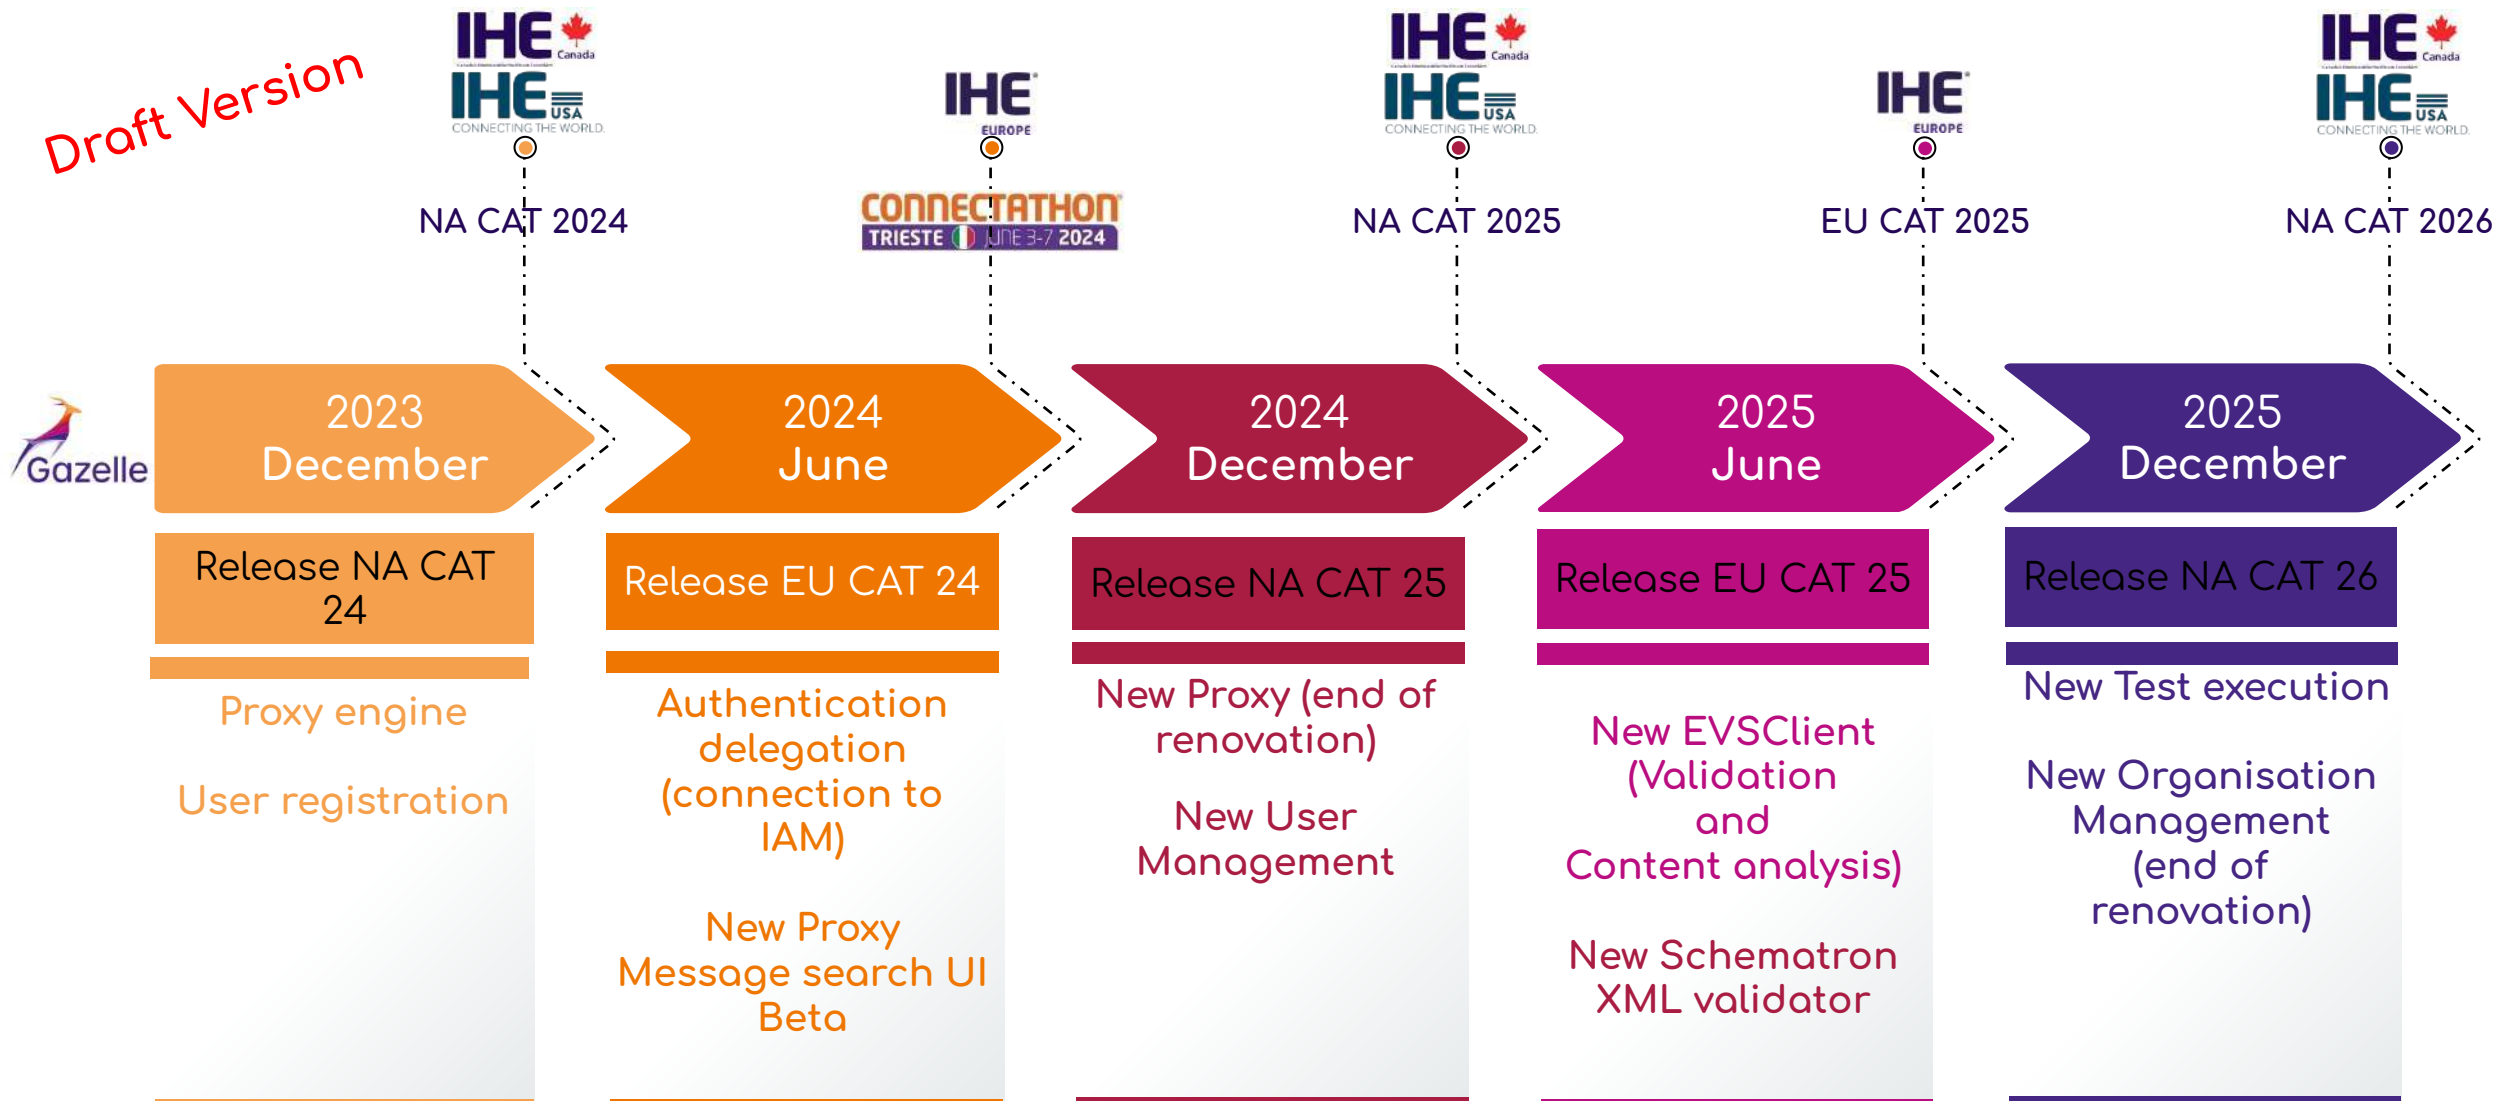 Draft Version
IHE
Canada
IHE
USA
CONNECTING THE WORLD.
NA CAT 2024
IHE
EUROPE
CONNECTATHON
TRIESTE JUNE 3-7 2024
IHE
Canada
IHE
USA
CONNECTING THE WORLD.
NA CAT 2025
IHE
EUROPE
EU CAT 2025
IHE
Canada
IHE
USA
CONNECTING THE WORLD.
NA CAT 2026
Gazelle
2023
December
Release NA CAT
24
Proxy engine
User registration
2024
June
Release EU CAT 24
Authentication
delegation
(connection to
IAM)
New Proxy
Message search UI
Beta
2024
December
Release NA CAT 25
New Proxy (end of
renovation)
New User
Management
2025
June
Release EU CAT 25
New EVSClient
(Validation
and
Content analysis)
New Schematron
XML validator
2025
December
Release NA CAT 26
New Test execution
New Organisation
Management
(end of
renovation)